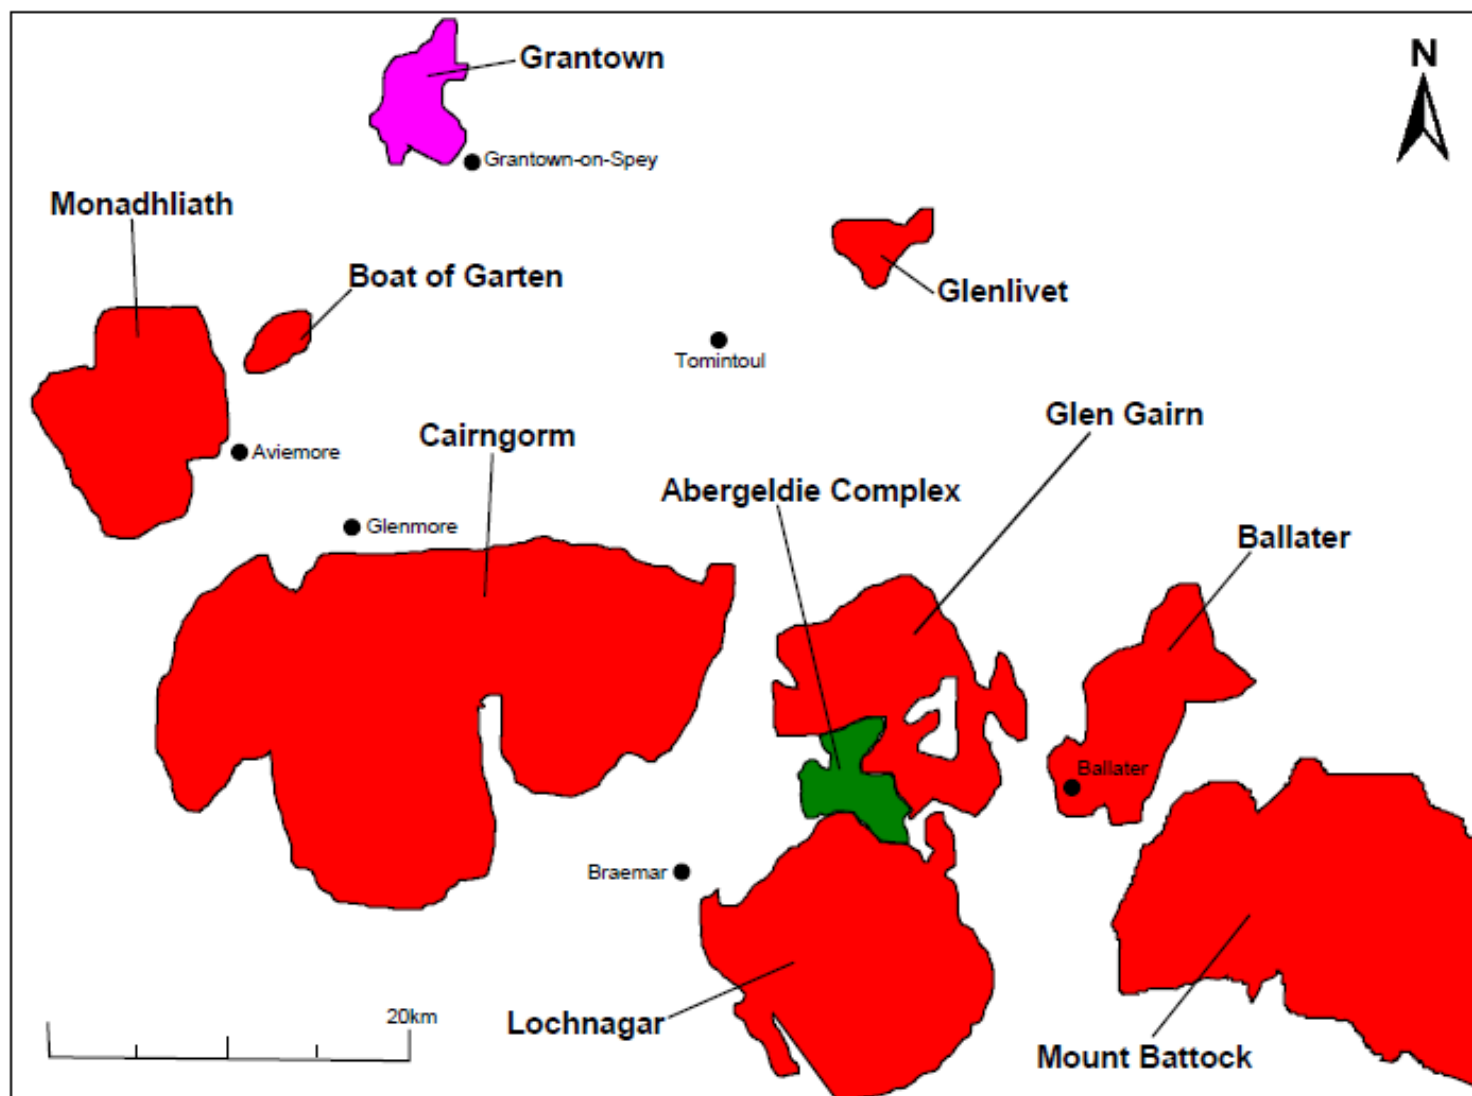 N
Grantown
Grantown-on-Spey
Monadhliath
Boat of Garten
Glenlivet
Tomintoul
Glen Gairn
Cairngorm
Aviemore
Abergeldie Complex
Glenmore
Ballater
Ballater
Braemar
20km
Lochnagar
Mount Battock